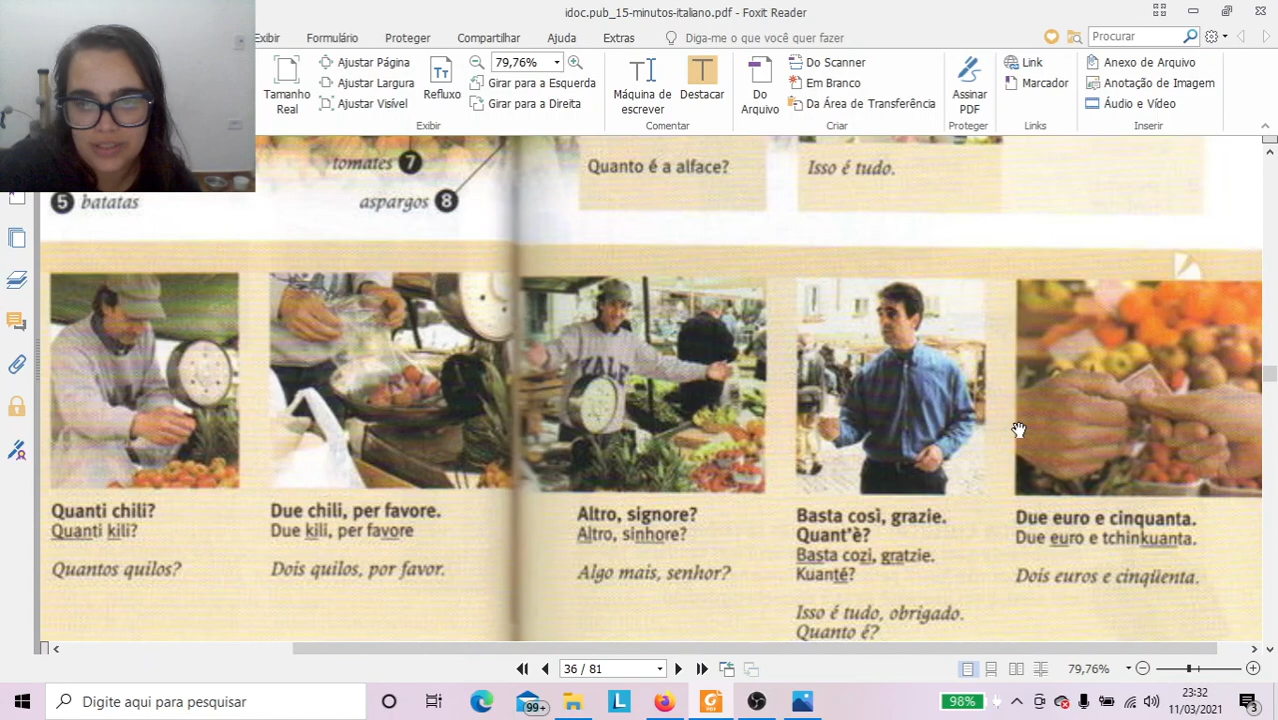 idoc.pub_15-minutos-italiano.pdf - Foxit Reader
Exibir Formulário Proteger Compartilhar Ajuda Extras Diga-me o que você quer fazer Procurar
Tamanho Real
Ajustar Página
Ajustar Largura
Ajustar Visível
Refluxo
79,76%
Girar para a Esquerda
Girar para a Direita
Exibir
Máquina de escrever
Destacar
Comentar
Do Arquivo
Do Scanner
Em Branco
Da Área de Transferência
Criar
Assinar PDF
Proteger
Link
Marcador
Links
Anexo de Arquivo
Anotação de Imagem
Áudio e Vídeo
Inserir
tomates 7
5 batatas
aspargos 8
Quanto é a alface?
Isso é tudo.
YALE
Quanti chili?
Quanti kili?
Quantos quilos?
Due chili, per favore.
Due kili, per favore
Dois quilos, por favor.
Altro, signore?
Altro, sinhore?
Algo mais, senhor?
Basta così, grazie.
Quant'è?
Basta cozi, gratzie.
Kuanté?
Isso é tudo, obrigado.
Quanto é?
Due euro e cinquanta.
Due euro e tchinkuanta.
Dois euros e cinqüenta.
36 / 81
79,76%
Digite aqui para pesquisar
99+
L
98%
23:32
11/03/2021
3